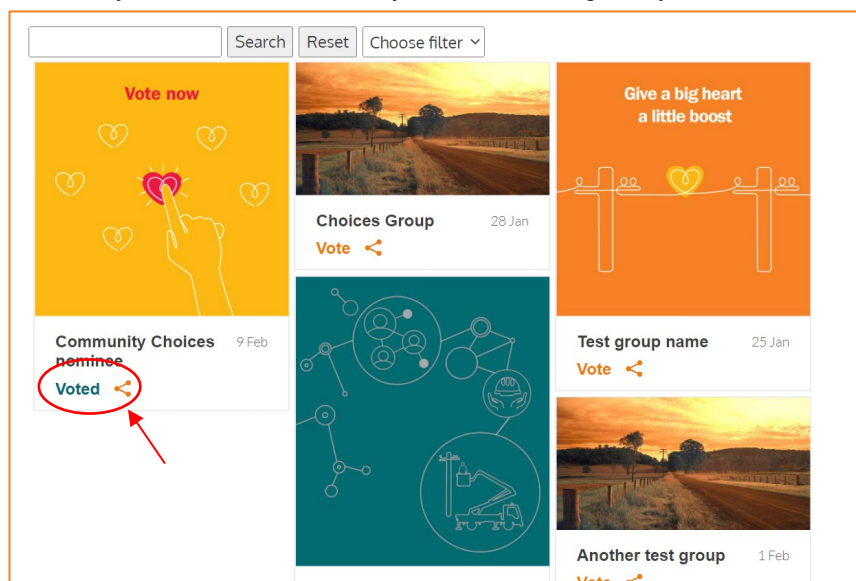 Search Reset Choose filter
Vote now
Community Choices 9 Feb
nominee
Voted
Choices Group 28 Jan
Vote
Give a big heart
a little boost
Test group name 25 Jan
Vote
Another test group 1 Feb
Vote